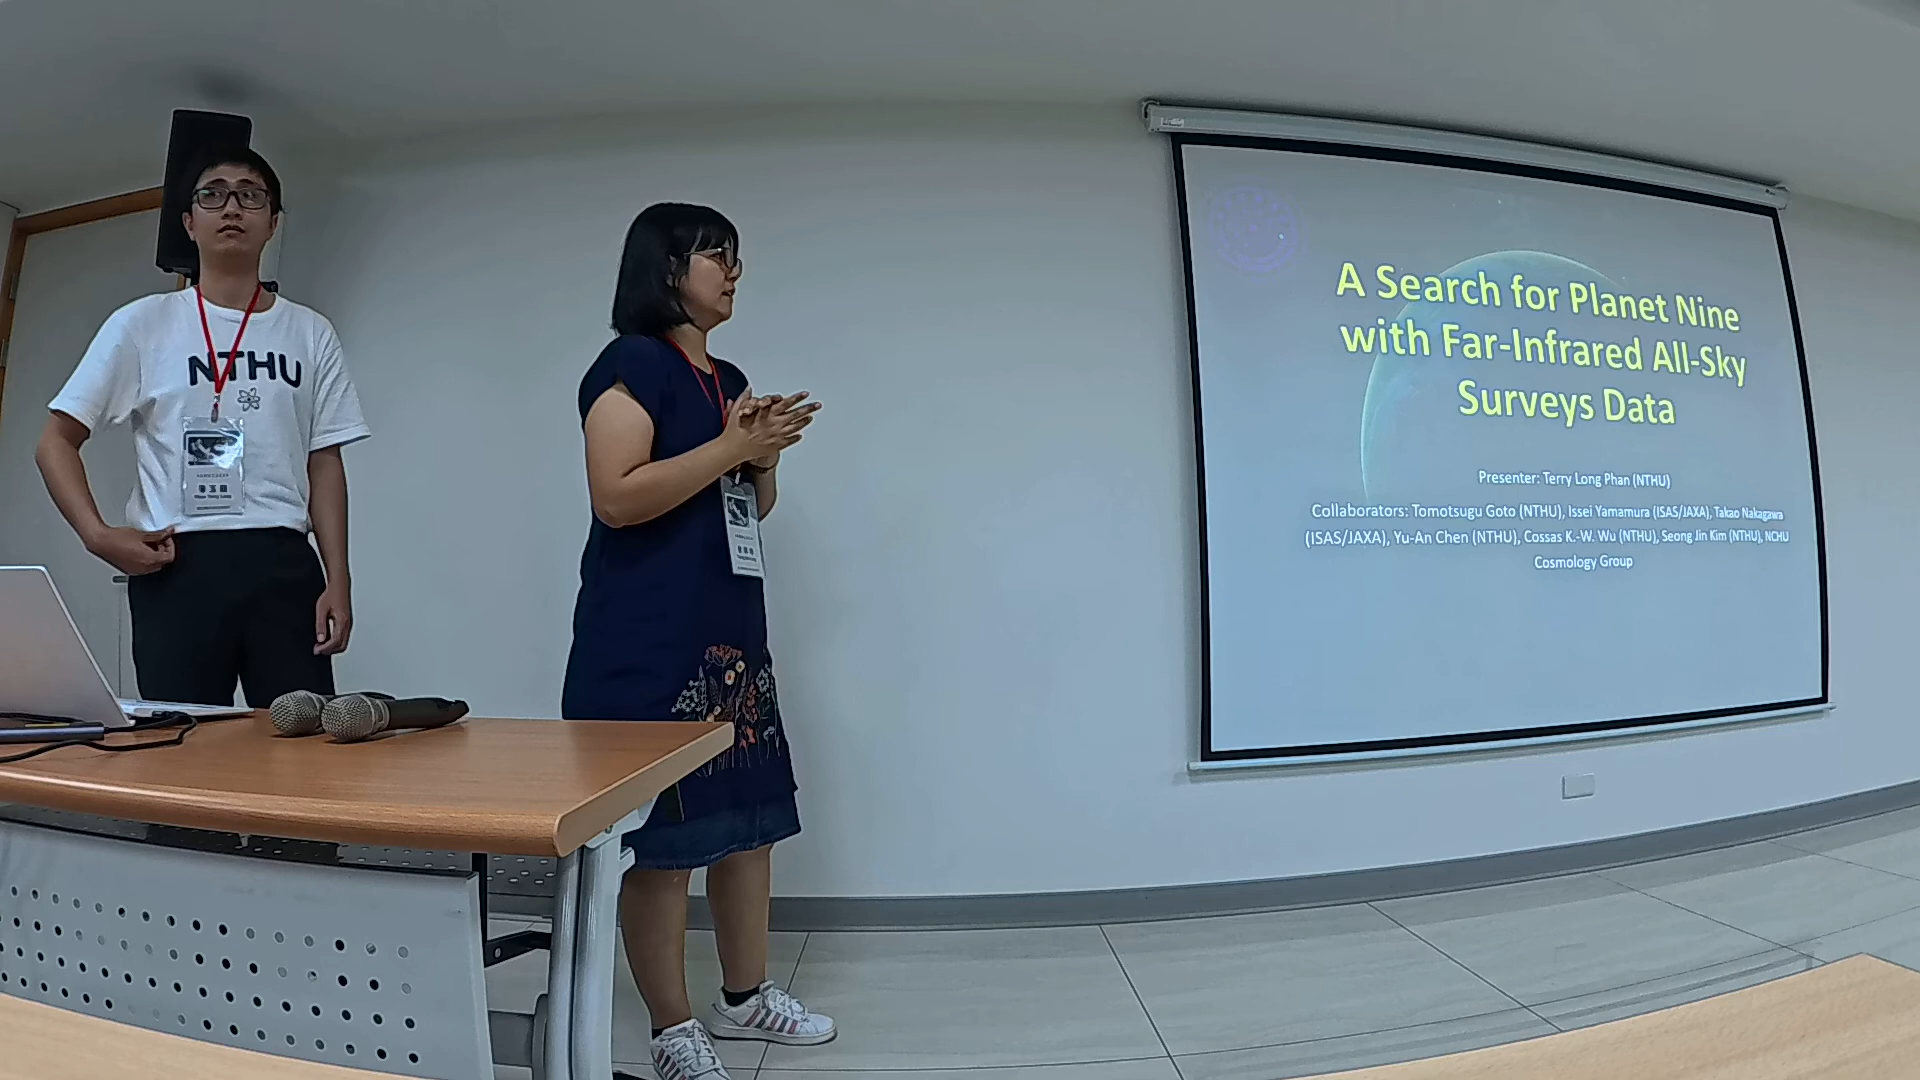 NTHU
A Search for Planet Nine
with Far-Infrared All-Sky
Surveys Data
Presenter: Terry Long Phan (NTHU)
Collaborators: Tomotsugu Goto (NTHU), Issei Yamamura (ISAS/JAXA), Takao Nakagawa
(ISAS/JAXA), Yu-An Chen (NTHU), Cossas K.-W. Wu (NTHU), Seong Jin Kim (NTHU), NCHU
Cosmology Group